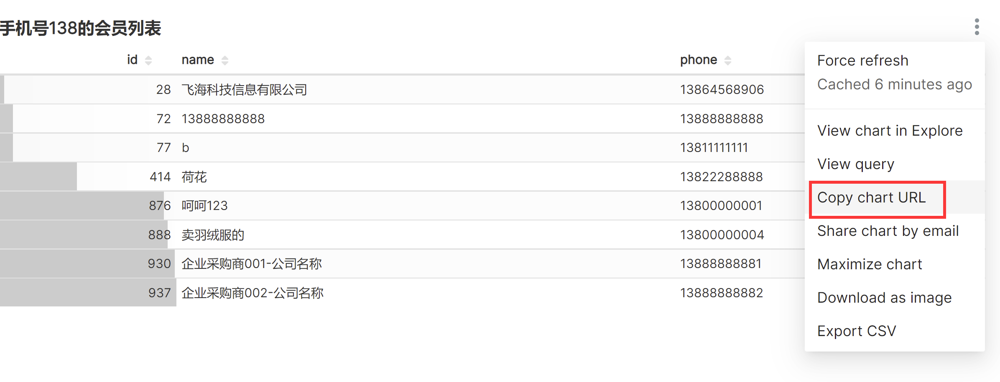 手机号138的会员列表
id name phone
28 飞海科技信息有限公司 13864568906
72 13888888888 13888888888
77 b 13811111111
414 荷花 13822288888
876 呵呵123 13800000001
888 卖羽绒服的 13800000004
930 企业采购商001-公司名称 13888888881
937 企业采购商002-公司名称 13888888882
Force refresh
Cached 6 minutes ago
View chart in Explore
View query
Copy chart URL
Share chart by email
Maximize chart
Download as image
Export CSV